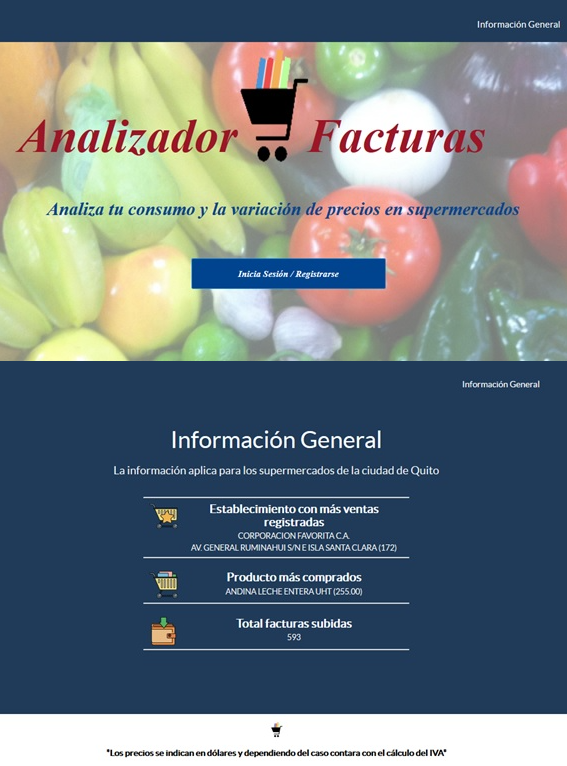 Información General
Analizador Facturas
Analiza tu consumo y la variación de precios en supermercados
Inicia Sesión / Registrarse
Información General
Información General
La información aplica para los supermercados de la ciudad de Quito
Establecimiento con más ventas
registradas
CORPORACION FAVORITA C.A.
AV. GENERAL RUMINAHUI S/N E ISLA SANTA CLARA (172)
Producto más comprados
ANDINA LECHE ENTERA UHT (255.00)
Total facturas subidas
593
"Los precios se indican en dólares y dependiendo del caso contara con el cálculo del IVA"